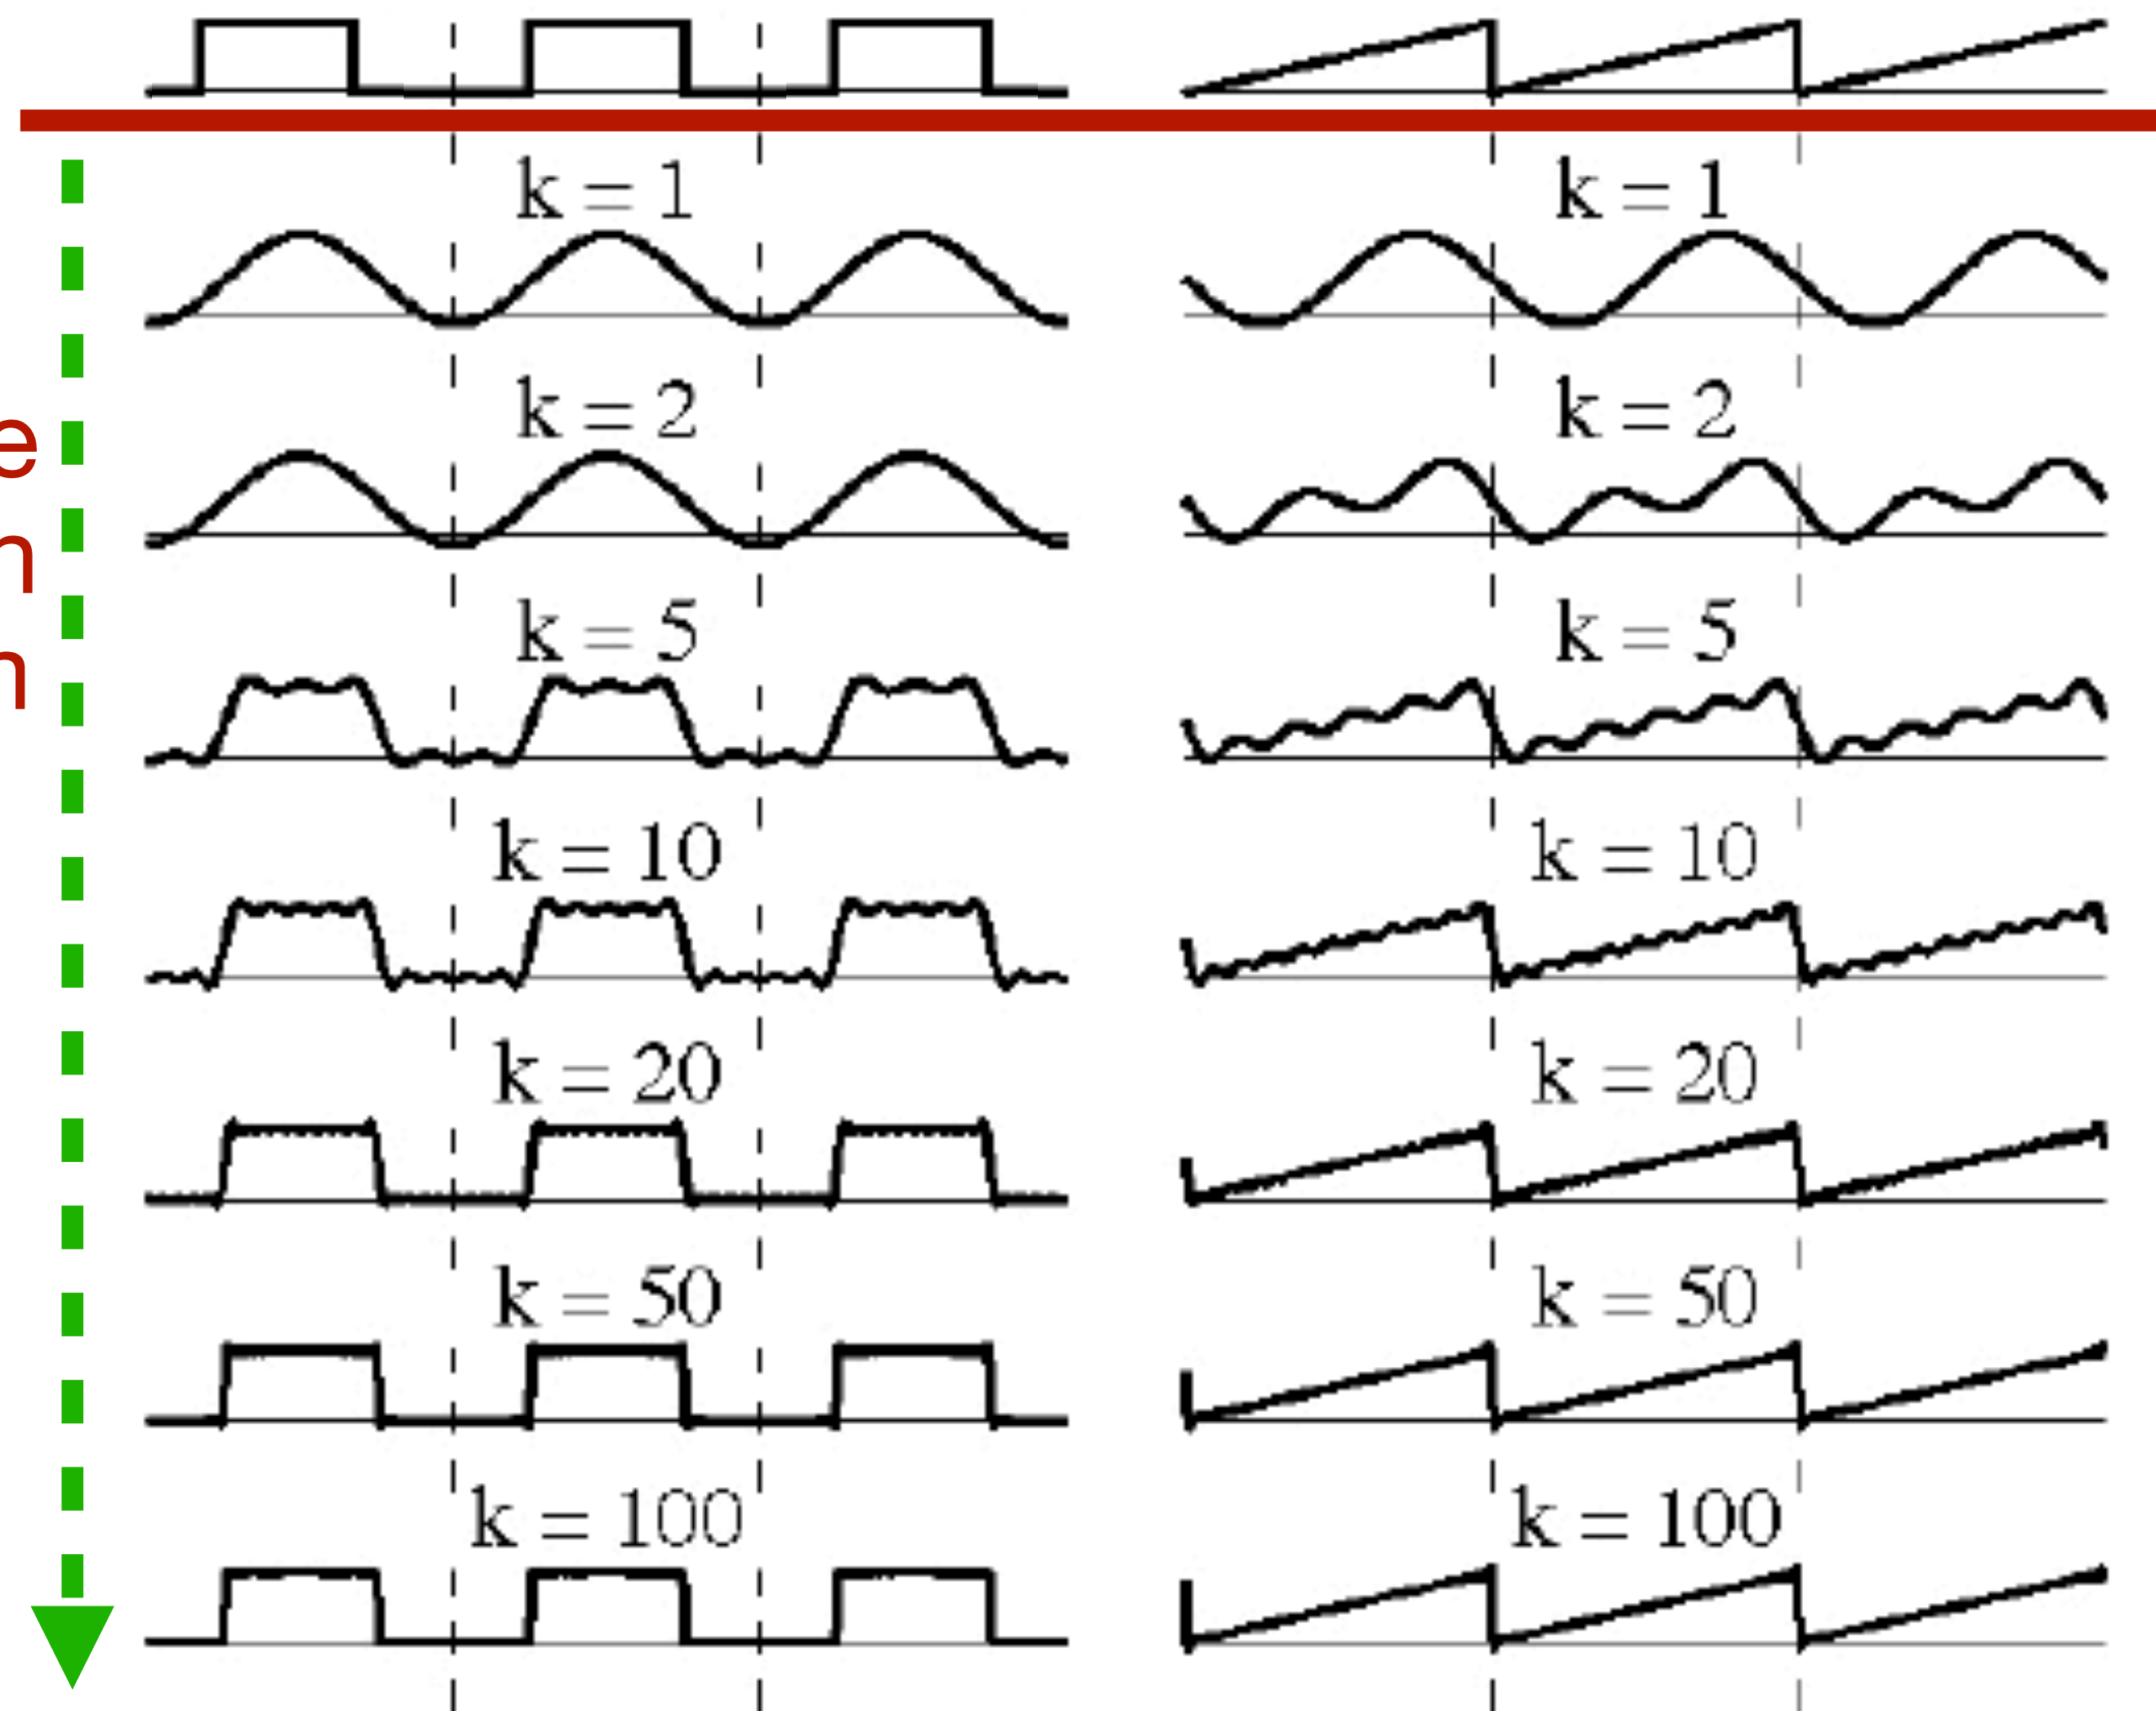 k = 1
k = 1
e
k = 2
k = 2
n
k = 5
k = 5
n
k = 10
k = 10
k = 20
k = 20
k = 50
k = 50
k = 100
k = 100